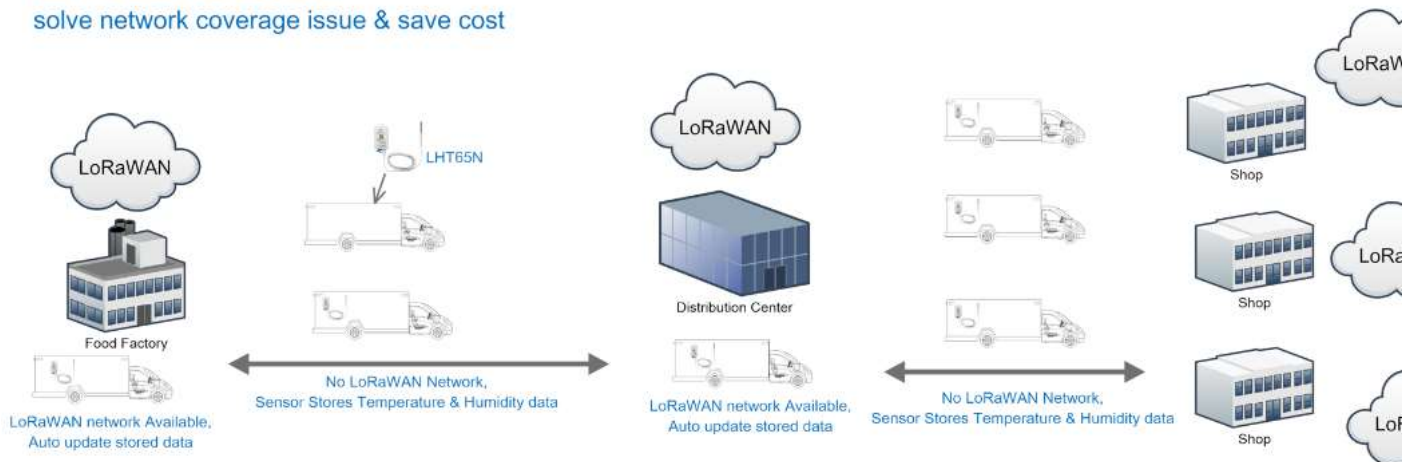 solve network coverage issue & save cost
LoRaWAN
LHT65N
Food Factory
LoRaWAN network Available,
Auto update stored data
No LoRaWAN Network,
Sensor Stores Temperature & Humidity data
LoRaWAN
Distribution Center
LoRaWAN network Available,
Auto update stored data
No LoRaWAN Network,
Sensor Stores Temperature & Humidity data
Shop
Shop
Shop